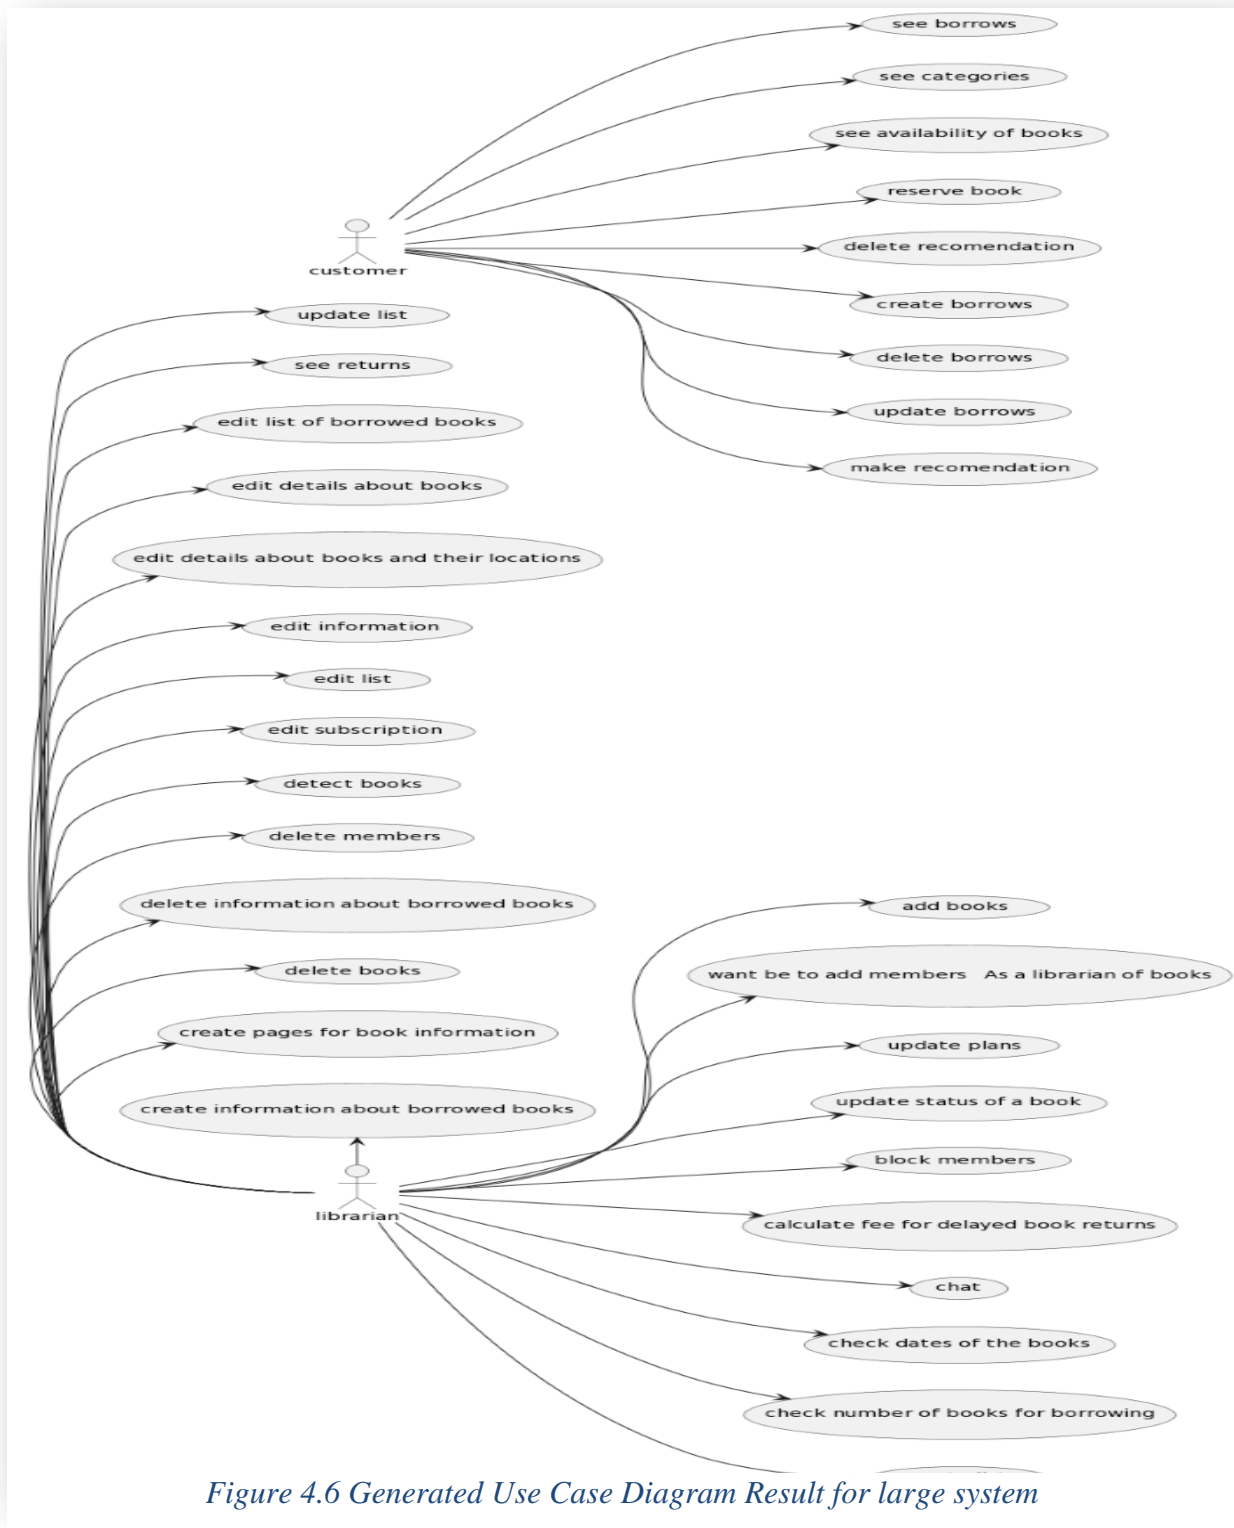 see borrows
see categories
see availability of books
reserve book
delete recomendation
customer
create borrows
update list
delete borrows
see returns
update borrows
edit list of borrowed books
make recomendation
edit details about books
edit details about books and their locations
edit information
edit list
edit subscription
detect books
delete members
delete information about borrowed books
add books
delete books
want be to add members   As a librarian of books
create pages for book information
update plans
update status of a book
create information about borrowed books
block members
librarian
calculate fee for delayed book returns
chat
check dates of the books
check number of books for borrowing
Figure 4.6 Generated Use Case Diagram Result for large system